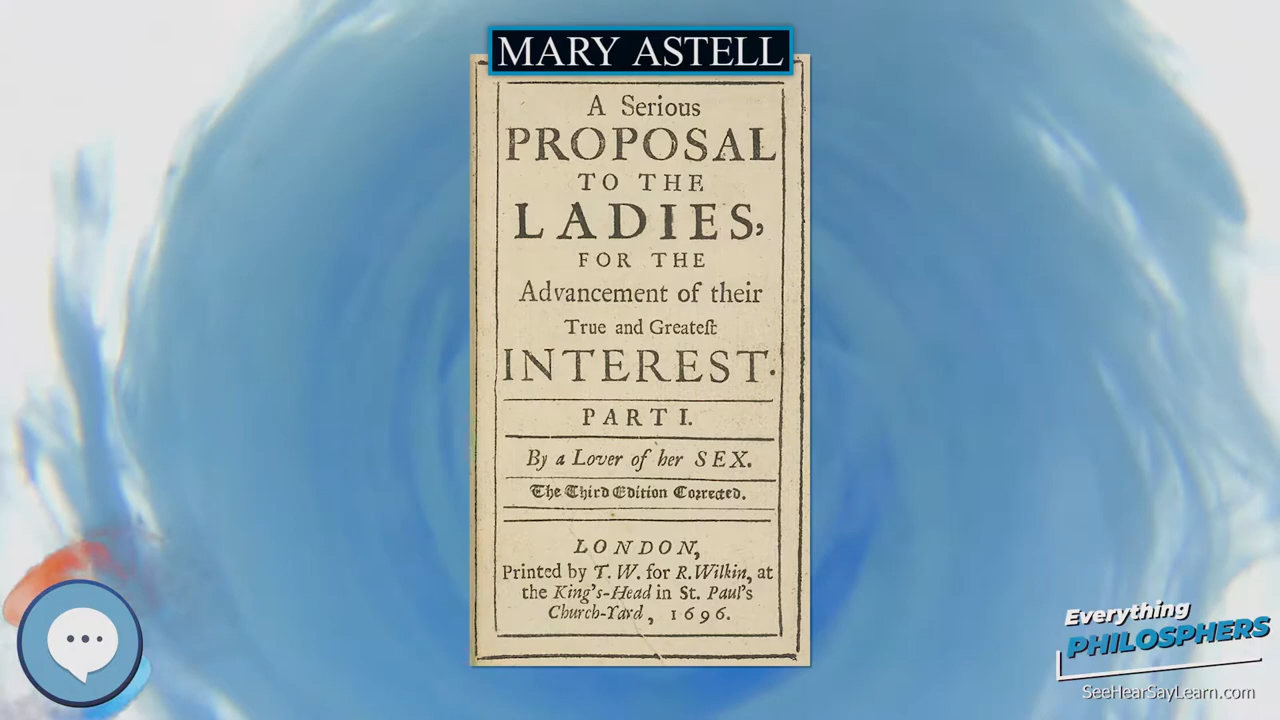 MARY ASTELL
A Serious
PROPOSAL
TO THE
LADIES,
FOR THE
Advancement of their
True and Greateſt
INTEREST.
PART I.
By a Lover of her SEX.
The Third Edition Corrected.
LONDON,
Printed by T. W. for R. Wilkin, at
the King's-Head in St. Paul's
Church-Yard, 1696.
Everything
PHILOSPHERS
SeeHearSayLearn.com